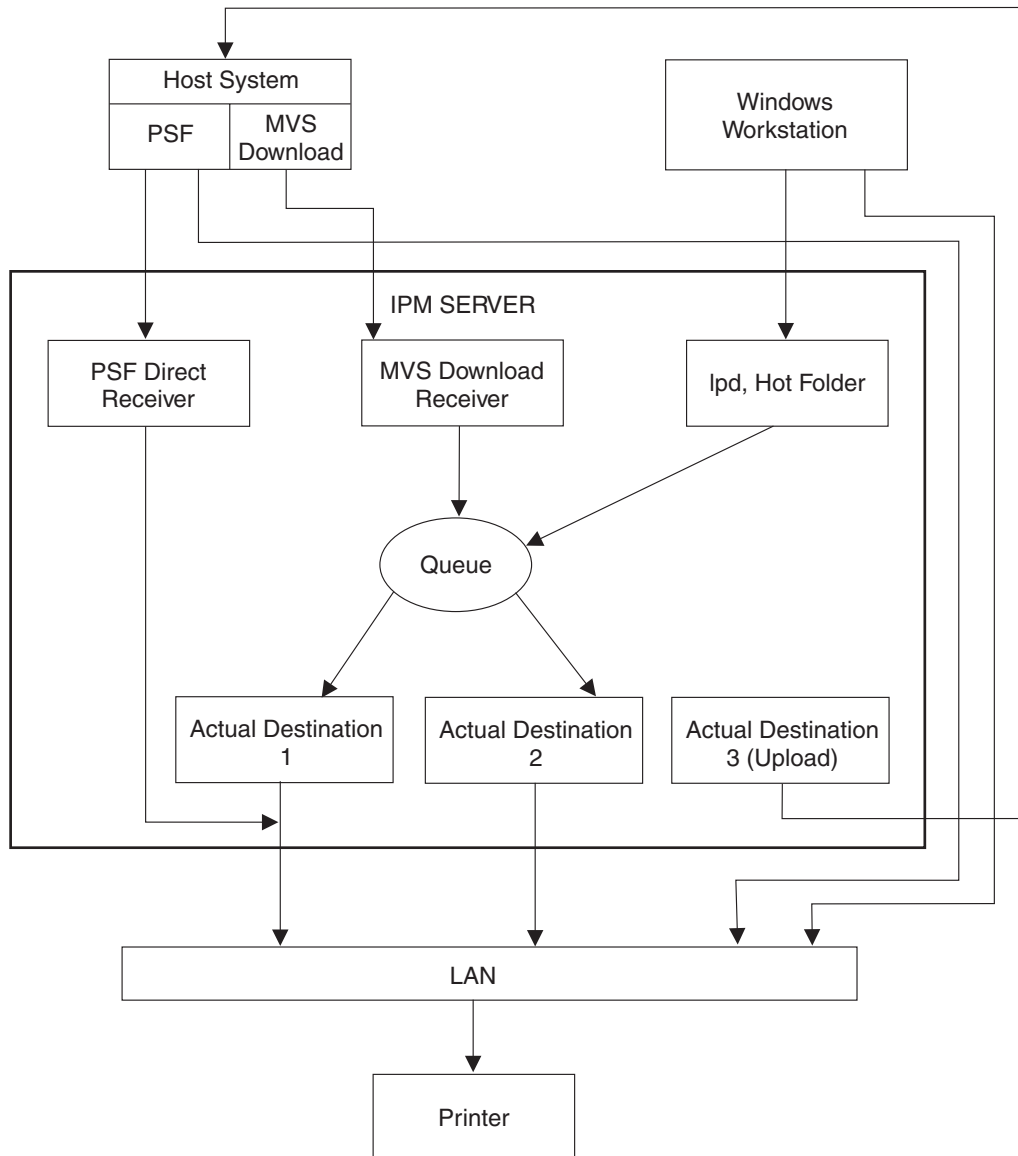 Host System
PSF
MVS
Download
Windows
Workstation
IPM SERVER
PSF Direct
Receiver
MVS Download
Receiver
lpd, Hot Folder
Queue
Actual Destination
1
Actual Destination
2
Actual Destination
3 (Upload)
LAN
Printer